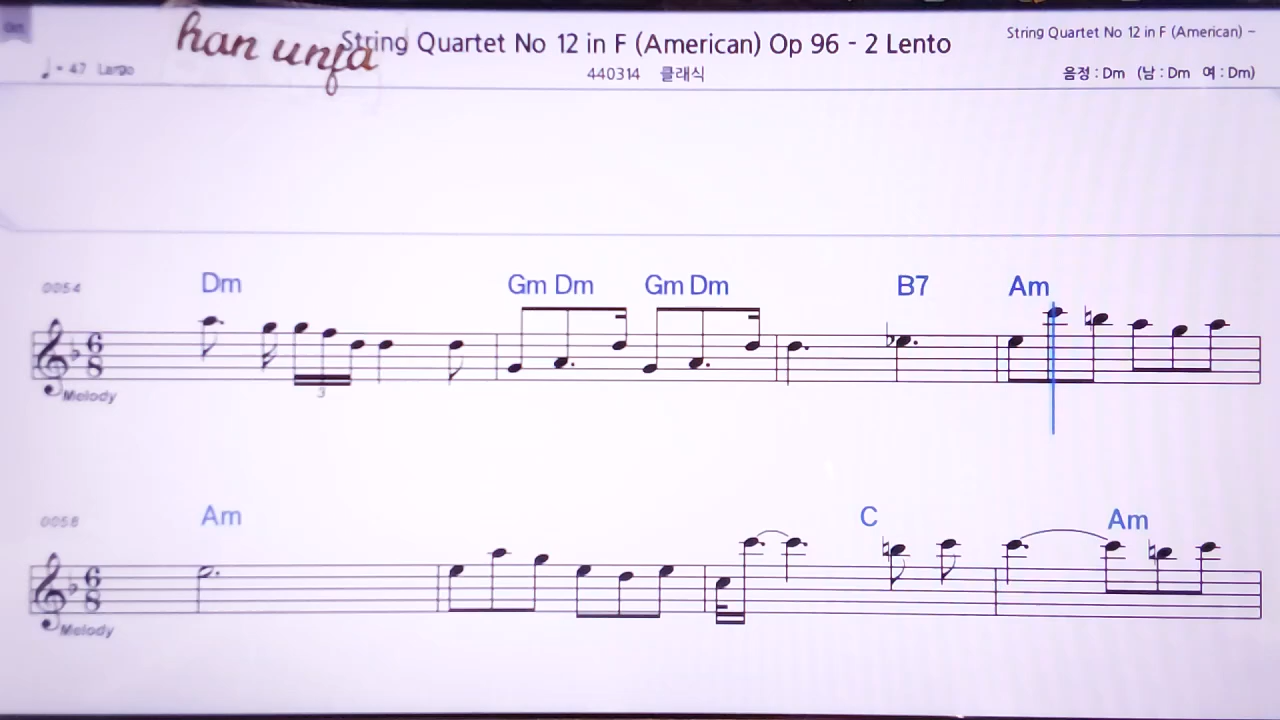 han unfa
String Quartet No 12 in F (American) Op 96 - 2 Lento
String Quartet No 12 in F (American) ~
♩= 47 Largo
440314 클래식
음정 : Dm (남 : Dm 여 : Dm)
0054
Dm Gm Dm Gm Dm B7 Am
6
8
3
Melody
0058
Am C Am
6
8
Melody